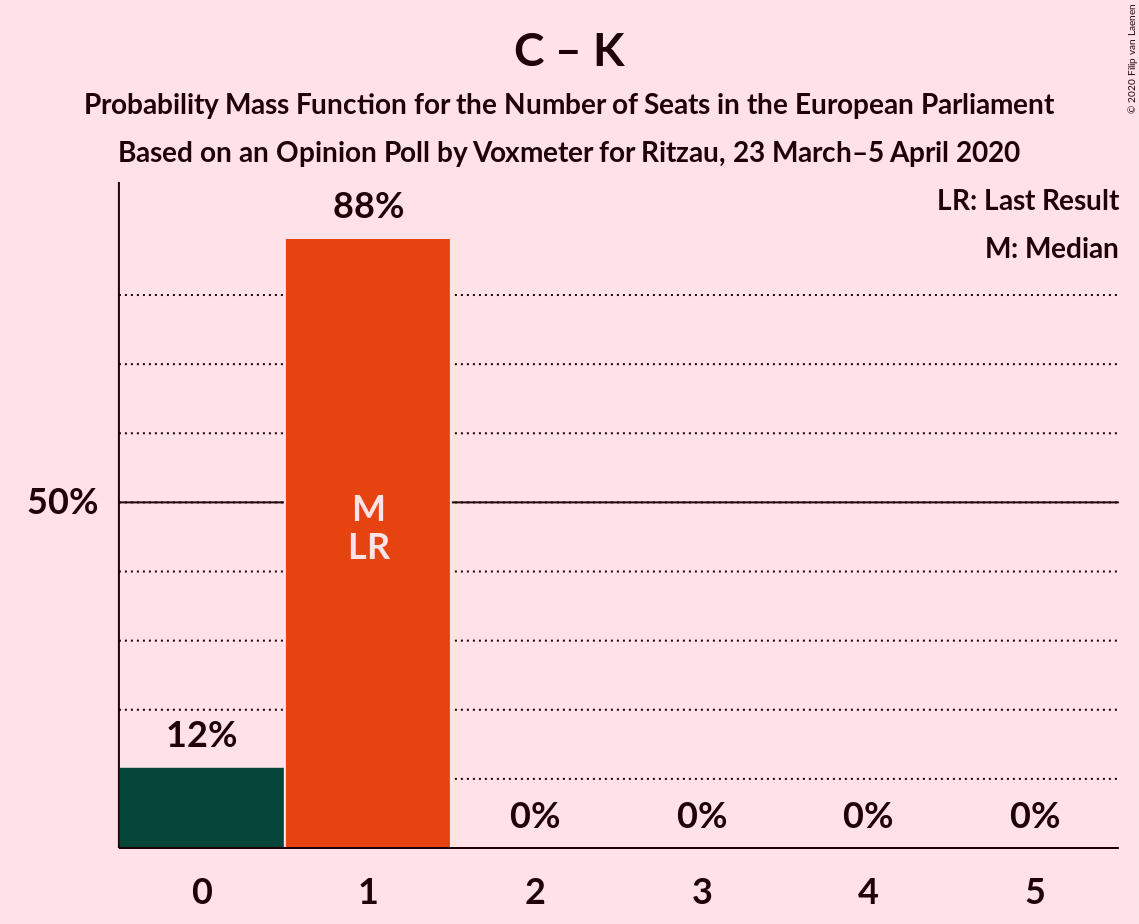 C – K
Probability Mass Function for the Number of Seats in the European Parliament
Based on an Opinion Poll by Voxmeter for Ritzau, 23 March–5 April 2020
© 2020 Filip van Laenen
LR: Last Result
M: Median
88%
50%
M
LR
12%
0%
0%
0%
0%
0
1
2
3
4
5